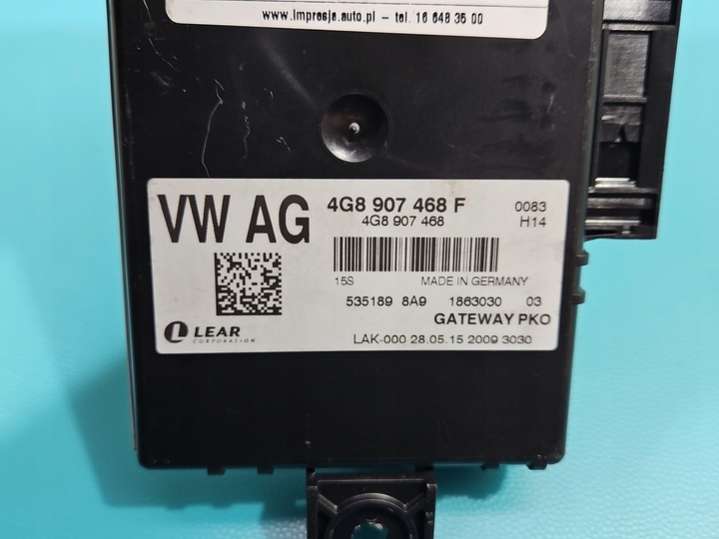 www.impresja.auto.pl - tel. 16 648 35 00
VW AG
4G8 907 468 F
0083
4G8 907 468
H14
15S
MADE IN GERMANY
535189 8A9 1863030 03
GATEWAY PKO
LEAR
CORPORATION
LAK-000 28.05.15 2009 3030